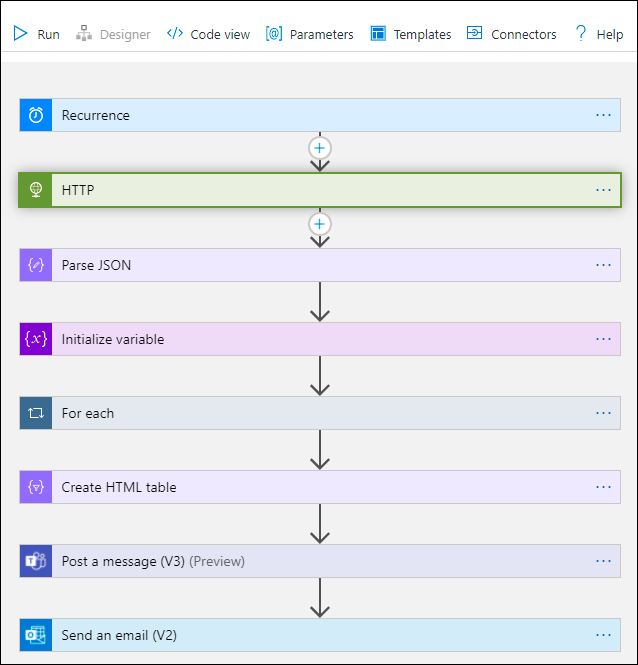 Run Designer </> Code view [@] Parameters Templates Connectors ? Help
Recurrence ...
HTTP ...
{} Parse JSON ...
{x} Initialize variable ...
For each ...
{} Create HTML table ...
Post a message (V3) (Preview) ...
Send an email (V2) ...